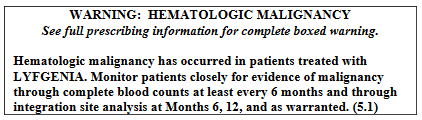 WARNING: HEMATOLOGIC MALIGNANCY
See full prescribing information for complete boxed warning.
Hematologic malignancy has occurred in patients treated with
LYFGENIA. Monitor patients closely for evidence of malignancy
through complete blood counts at least every 6 months and through
integration site analysis at Months 6, 12, and as warranted. (5.1)